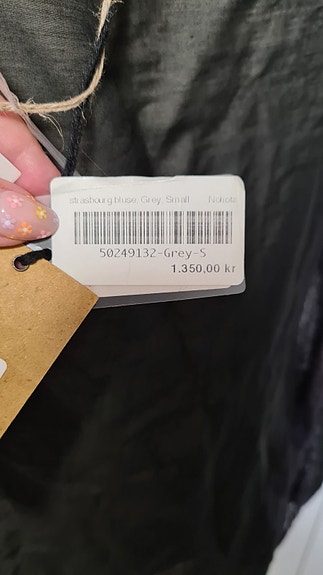 strasbourg bluse, Grey, Small
50249132-Grey-S
1.350,00 kr